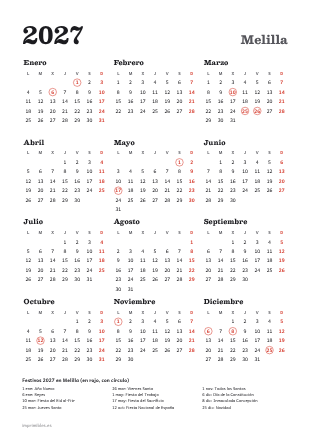 2027
Melilla
Enero
L M X J V S D
1 2 3
4 5 6 7 8 9 10
11 12 13 14 15 16 17
18 19 20 21 22 23 24
25 26 27 28 29 30 31
Febrero
L M X J V S D
1 2 3 4 5 6 7
8 9 10 11 12 13 14
15 16 17 18 19 20 21
22 23 24 25 26 27 28
Marzo
L M X J V S D
1 2 3 4 5 6 7
8 9 10 11 12 13 14
15 16 17 18 19 20 21
22 23 24 25 26 27 28
29 30 31
Abril
L M X J V S D
1 2 3 4
5 6 7 8 9 10 11
12 13 14 15 16 17 18
19 20 21 22 23 24 25
26 27 28 29 30
Mayo
L M X J V S D
1 2
3 4 5 6 7 8 9
10 11 12 13 14 15 16
17 18 19 20 21 22 23
24 25 26 27 28 29 30
31
Junio
L M X J V S D
1 2 3 4 5 6
7 8 9 10 11 12 13
14 15 16 17 18 19 20
21 22 23 24 25 26 27
28 29 30
Julio
L M X J V S D
1 2 3 4
5 6 7 8 9 10 11
12 13 14 15 16 17 18
19 20 21 22 23 24 25
26 27 28 29 30 31
Agosto
L M X J V S D
1
2 3 4 5 6 7 8
9 10 11 12 13 14 15
16 17 18 19 20 21 22
23 24 25 26 27 28 29
30 31
Septiembre
L M X J V S D
1 2 3 4 5
6 7 8 9 10 11 12
13 14 15 16 17 18 19
20 21 22 23 24 25 26
27 28 29 30
Octubre
L M X J V S D
1 2 3
4 5 6 7 8 9 10
11 12 13 14 15 16 17
18 19 20 21 22 23 24
25 26 27 28 29 30 31
Noviembre
L M X J V S D
1 2 3 4 5 6 7
8 9 10 11 12 13 14
15 16 17 18 19 20 21
22 23 24 25 26 27 28
29 30
Diciembre
L M X J V S D
1 2 3 4 5
6 7 8 9 10 11 12
13 14 15 16 17 18 19
20 21 22 23 24 25 26
27 28 29 30 31
Festivos 2027 en Melilla (en rojo, con círculo)
1 ene: Año Nuevo
6 ene: Reyes
10 mar: Fiesta del Eid al-Fitr
25 mar: Jueves Santo
26 mar: Viernes Santo
1 may: Fiesta del Trabajo
17 may: Fiesta del Sacrificio
12 oct: Fiesta Nacional de España
1 nov: Todos los Santos
6 dic: Día de la Constitución
8 dic: Inmaculada Concepción
25 dic: Navidad